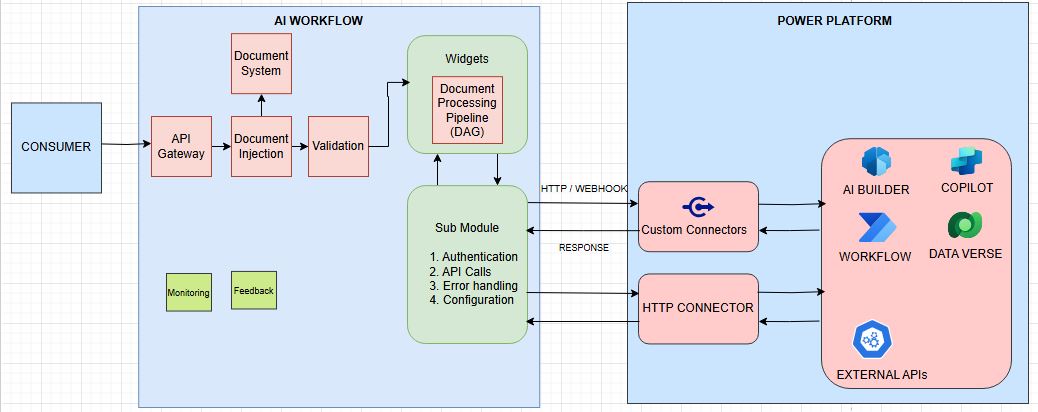 AI WORKFLOW
POWER PLATFORM
CONSUMER
API
Gateway
Document
System
Document
Injection
Validation
Widgets
Document
Processing
Pipeline
(DAG)
Sub Module
1. Authentication
2. API Calls
3. Error handling
4. Configuration
Monitoring
Feedback
HTTP / WEBHOOK
RESPONSE
Custom Connectors
HTTP CONNECTOR
AI BUILDER
COPILOT
WORKFLOW
DATA VERSE
EXTERNAL APIs